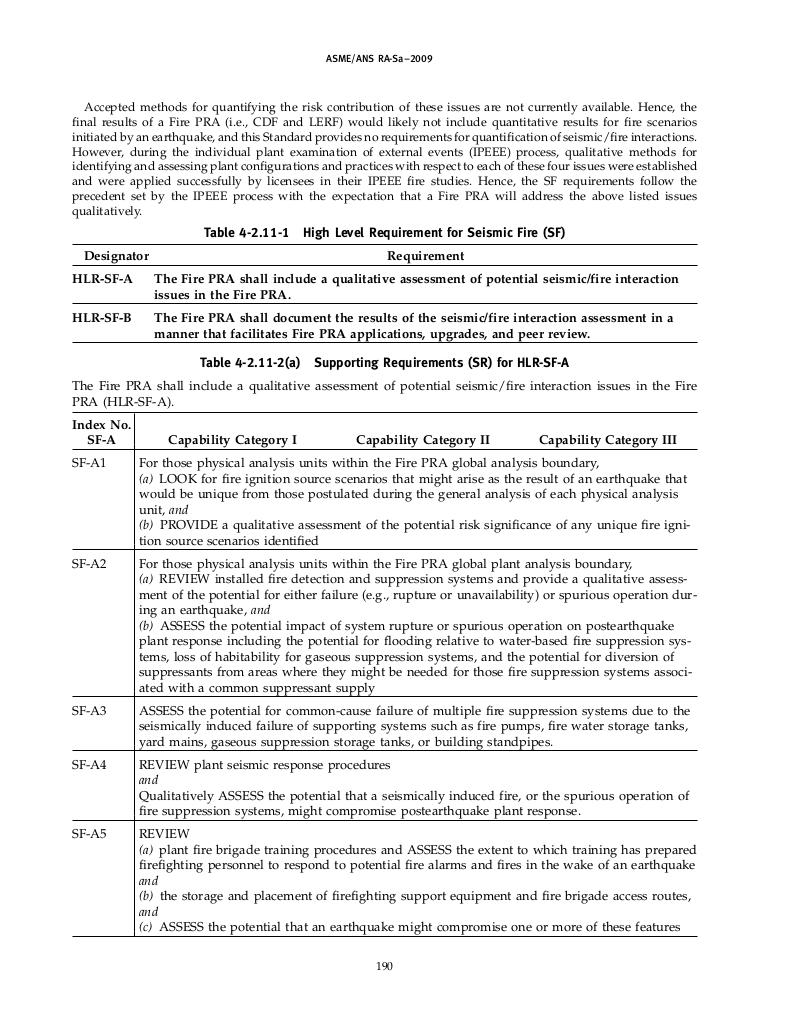 ASME/ANS RA-Sa–2009
Accepted methods for quantifying the risk contribution of these issues are not currently available. Hence, the
final results of a Fire PRA (i.e., CDF and LERF) would likely not include quantitative results for fire scenarios
initiated by an earthquake, and this Standard provides no requirements for quantification of seismic/fire interactions.
However, during the individual plant examination of external events (IPEEE) process, qualitative methods for
identifying and assessing plant configurations and practices with respect to each of these four issues were established
and were applied successfully by licensees in their IPEEE fire studies. Hence, the SF requirements follow the
precedent set by the IPEEE process with the expectation that a Fire PRA will address the above listed issues
qualitatively.
Table 4-2.11-1 High Level Requirement for Seismic Fire (SF)
Designator Requirement
HLR-SF-A The Fire PRA shall include a qualitative assessment of potential seismic/fire interaction
issues in the Fire PRA.
HLR-SF-B The Fire PRA shall document the results of the seismic/fire interaction assessment in a
manner that facilitates Fire PRA applications, upgrades, and peer review.
Table 4-2.11-2(a) Supporting Requirements (SR) for HLR-SF-A
The Fire PRA shall include a qualitative assessment of potential seismic/fire interaction issues in the Fire
PRA (HLR-SF-A).
Index No.
SF-A Capability Category I Capability Category II Capability Category III
SF-A1 For those physical analysis units within the Fire PRA global analysis boundary,
(a) LOOK for fire ignition source scenarios that might arise as the result of an earthquake that
would be unique from those postulated during the general analysis of each physical analysis
unit, and
(b) PROVIDE a qualitative assessment of the potential risk significance of any unique fire igni-
tion source scenarios identified
SF-A2 For those physical analysis units within the Fire PRA global plant analysis boundary,
(a) REVIEW installed fire detection and suppression systems and provide a qualitative assess-
ment of the potential for either failure (e.g., rupture or unavailability) or spurious operation dur-
ing an earthquake, and
(b) ASSESS the potential impact of system rupture or spurious operation on postearthquake
plant response including the potential for flooding relative to water-based fire suppression sys-
tems, loss of habitability for gaseous suppression systems, and the potential for diversion of
suppressants from areas where they might be needed for those fire suppression systems associ-
ated with a common suppressant supply
SF-A3 ASSESS the potential for common-cause failure of multiple fire suppression systems due to the
seismically induced failure of supporting systems such as fire pumps, fire water storage tanks,
yard mains, gaseous suppression storage tanks, or building standpipes.
SF-A4 REVIEW plant seismic response procedures
and
Qualitatively ASSESS the potential that a seismically induced fire, or the spurious operation of
fire suppression systems, might compromise postearthquake plant response.
SF-A5 REVIEW
(a) plant fire brigade training procedures and ASSESS the extent to which training has prepared
firefighting personnel to respond to potential fire alarms and fires in the wake of an earthquake
and
(b) the storage and placement of firefighting support equipment and fire brigade access routes,
and
(c) ASSESS the potential that an earthquake might compromise one or more of these features
190